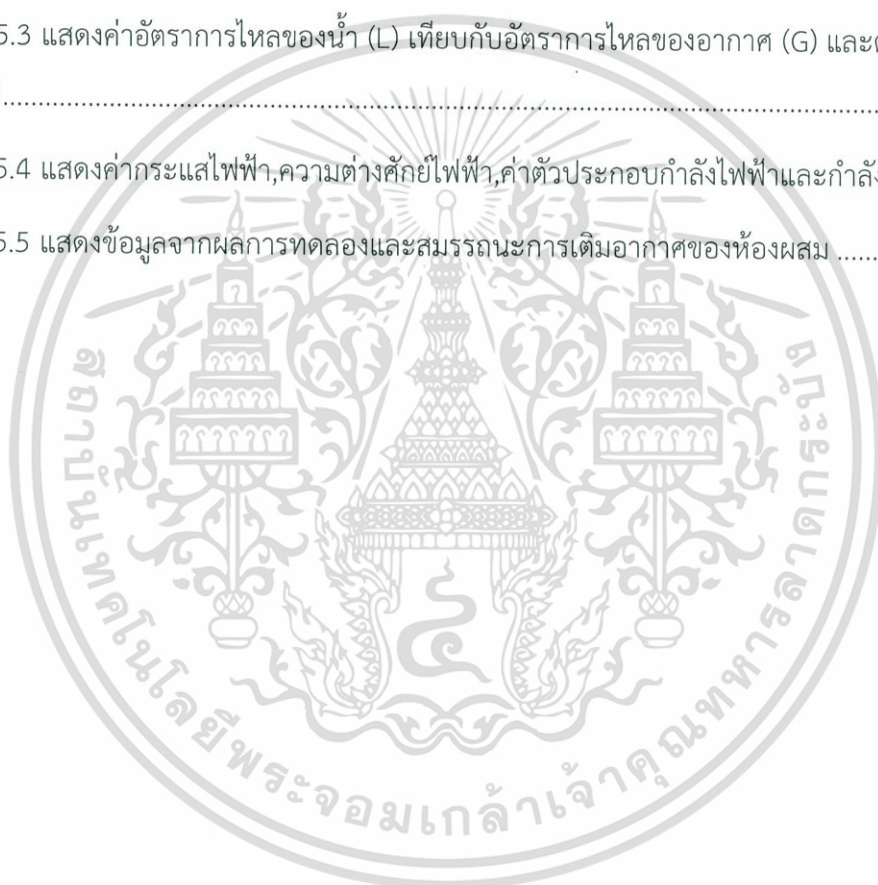 5.3 แสดงค่าอัตราการไหลของน้ำ (L) เทียบกับอัตราการไหลของอากาศ (G) และ
................................................................................................
5.4 แสดงค่ากระแสไฟฟ้า,ความต่างศักย์ไฟฟ้า,ค่าตัวประกอบกำลังไฟฟ้าและกำลัง
5.5 แสดงข้อมูลจากผลการทดลองและสมรรถนะการเติมอากาศของห้องผสม ........
สถาบันเทคโนโลยีพระจอมเกล้าเจ้าคุณทหารลาดกระบัง
๔